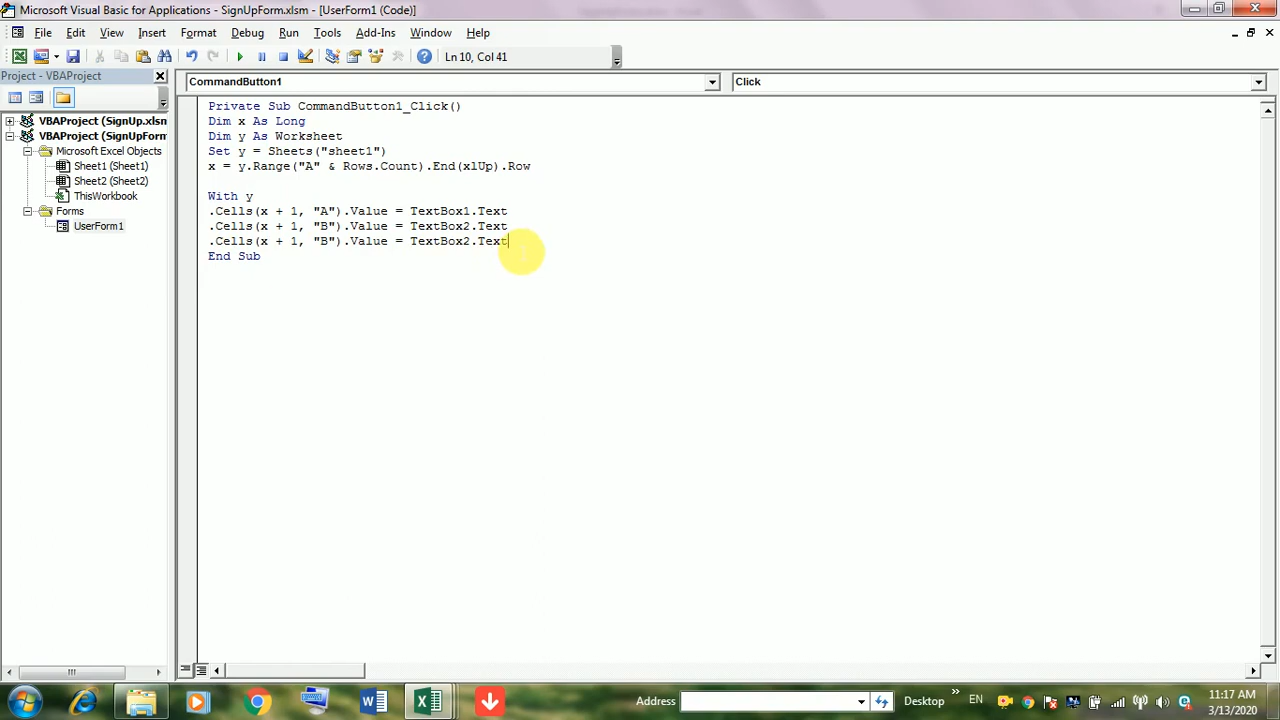 Microsoft Visual Basic for Applications - SignUpForm.xlsm - [UserForm1 (Code)]
File Edit View Insert Format Debug Run Tools Add-Ins Window Help
Ln 10, Col 41
Project - VBAProject
CommandButton1
Click
VBAProject (SignUp.xlsm
VBAProject (SignUpForm
Microsoft Excel Objects
Sheet1 (Sheet1)
Sheet2 (Sheet2)
ThisWorkbook
Forms
UserForm1
Private Sub CommandButton1_Click()
Dim x As Long
Dim y As Worksheet
Set y = Sheets("sheet1")
x = y.Range("A" & Rows.Count).End(xlUp).Row
With y
.Cells(x + 1, "A").Value = TextBox1.Text
.Cells(x + 1, "B").Value = TextBox2.Text
.Cells(x + 1, "B").Value = TextBox2.Text
End Sub
Address
Desktop
EN
11:17 AM
3/13/2020